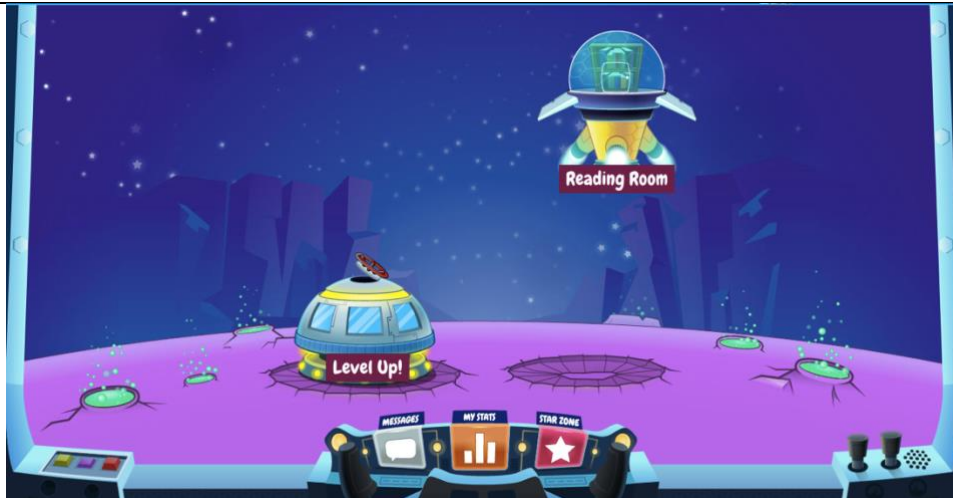 Reading Room
Level Up!
MESSAGES
MY STATS
STAR ZONE